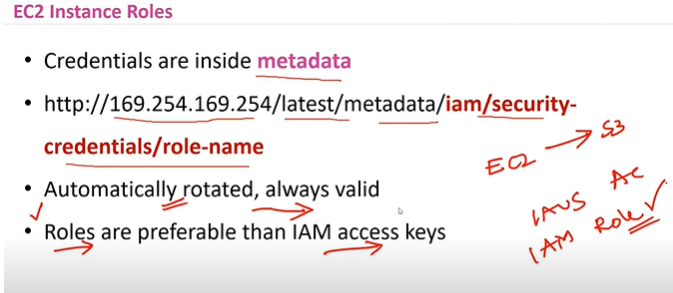 EC2 Instance Roles
• Credentials are inside metadata
• http://169.254.169.254/latest/metadata/iam/security-
credentials/role-name
• Automatically rotated, always valid
• Roles are preferable than IAM access keys
EC2 → S3
AC
IAM Role ✓